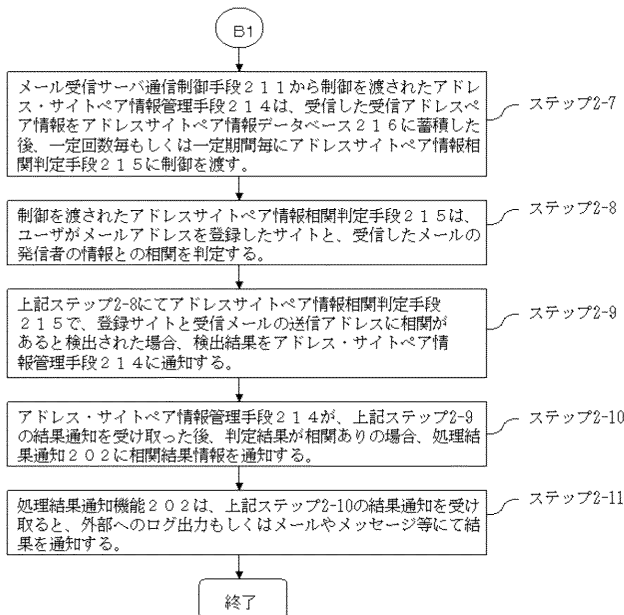 B1
メール受信サーバ通信制御手段211から制御を渡されたアドレ
ス・サイトペア情報管理手段214は、受信した受信アドレスペ
ア情報をアドレスサイトペア情報データベース216に蓄積した
後、一定回数毎もしくは一定期間毎にアドレスサイトペア情報相
関判定手段215に制御を渡す。
ステップ2-7
制御を渡されたアドレスサイトペア情報相関判定手段215は、
ユーザがメールアドレスを登録したサイトと、受信したメールの
発信者の情報との相関を判定する。
ステップ2-8
上記ステップ2-8にてアドレスサイトペア情報相関判定手段
215で、登録サイトと受信メールの送信アドレスに相関が
あると検出された場合、検出結果をアドレス・サイトペア情
報管理手段214に通知する。
ステップ2-9
アドレス・サイトペア情報管理手段214が、上記ステップ2-9
の結果通知を受け取った後、判定結果が相関ありの場合、処理結
果通知202に相関結果情報を通知する。
ステップ2-10
処理結果通知機能202は、上記ステップ2-10の結果通知を受け
取ると、外部へのログ出力もしくはメールやメッセージ等にて結
果を通知する。
ステップ2-11
終了